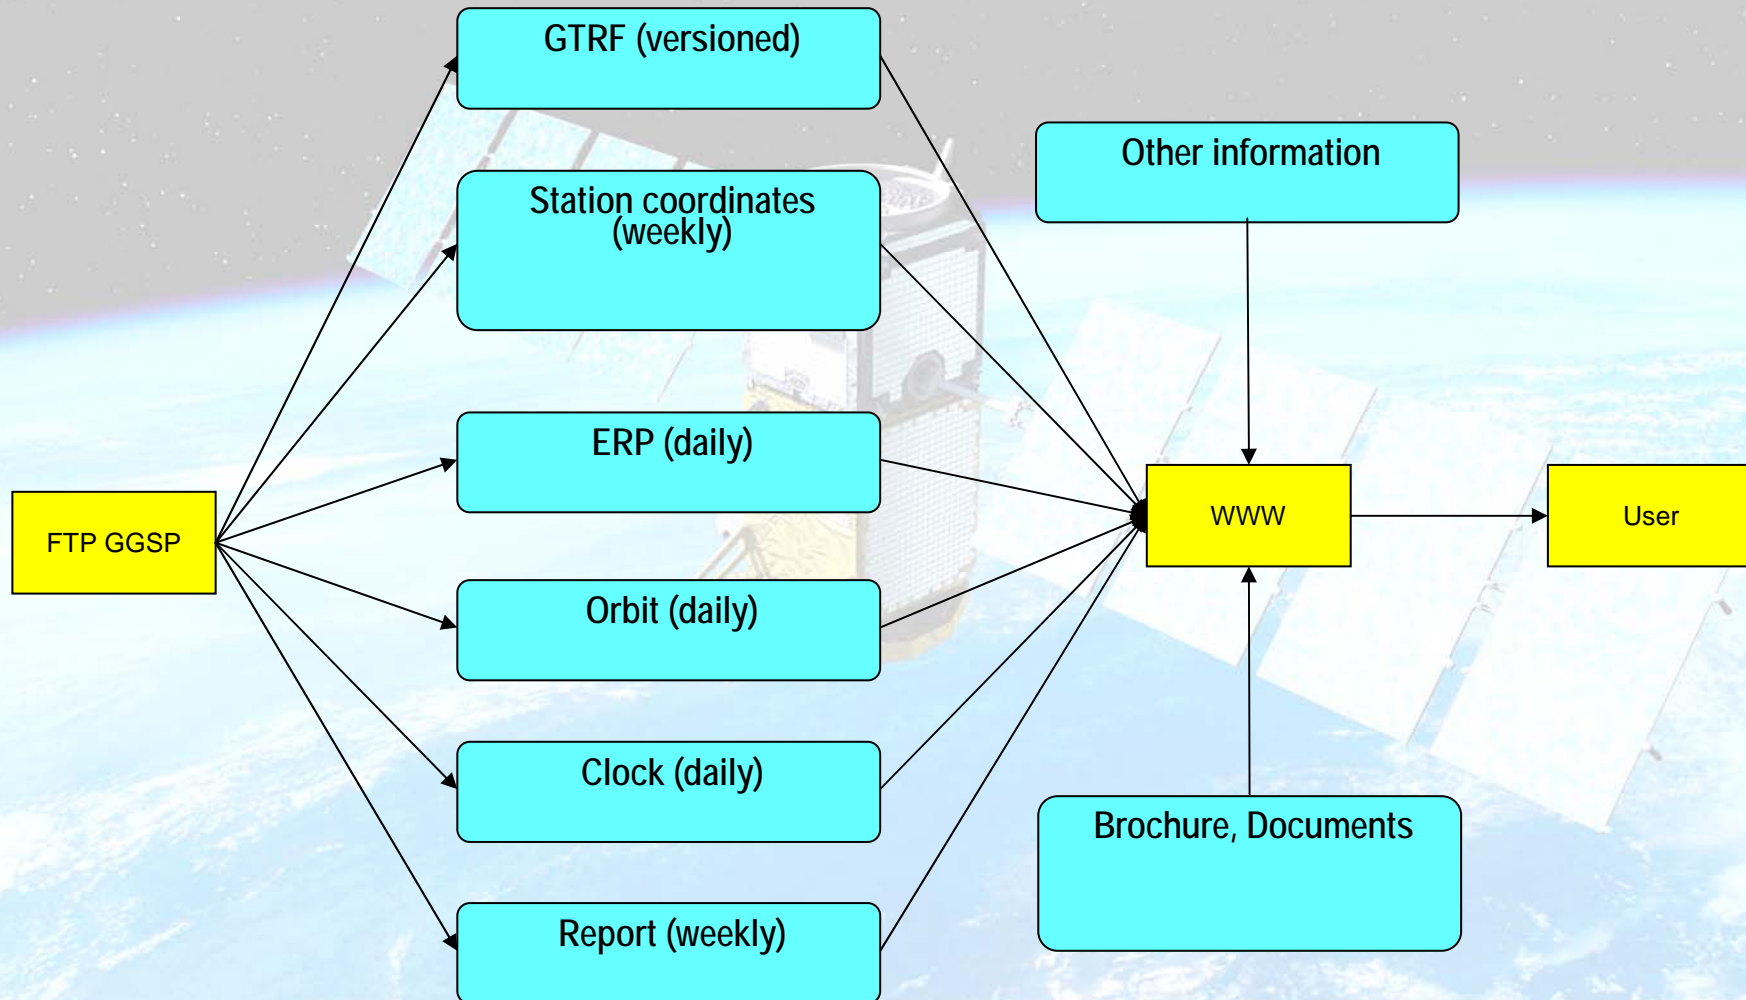 GTRF (versioned)
Station coordinates
(weekly)
ERP (daily)
Orbit (daily)
Clock (daily)
Report (weekly)
FTP GGSP
Other information
WWW
User
Brochure, Documents